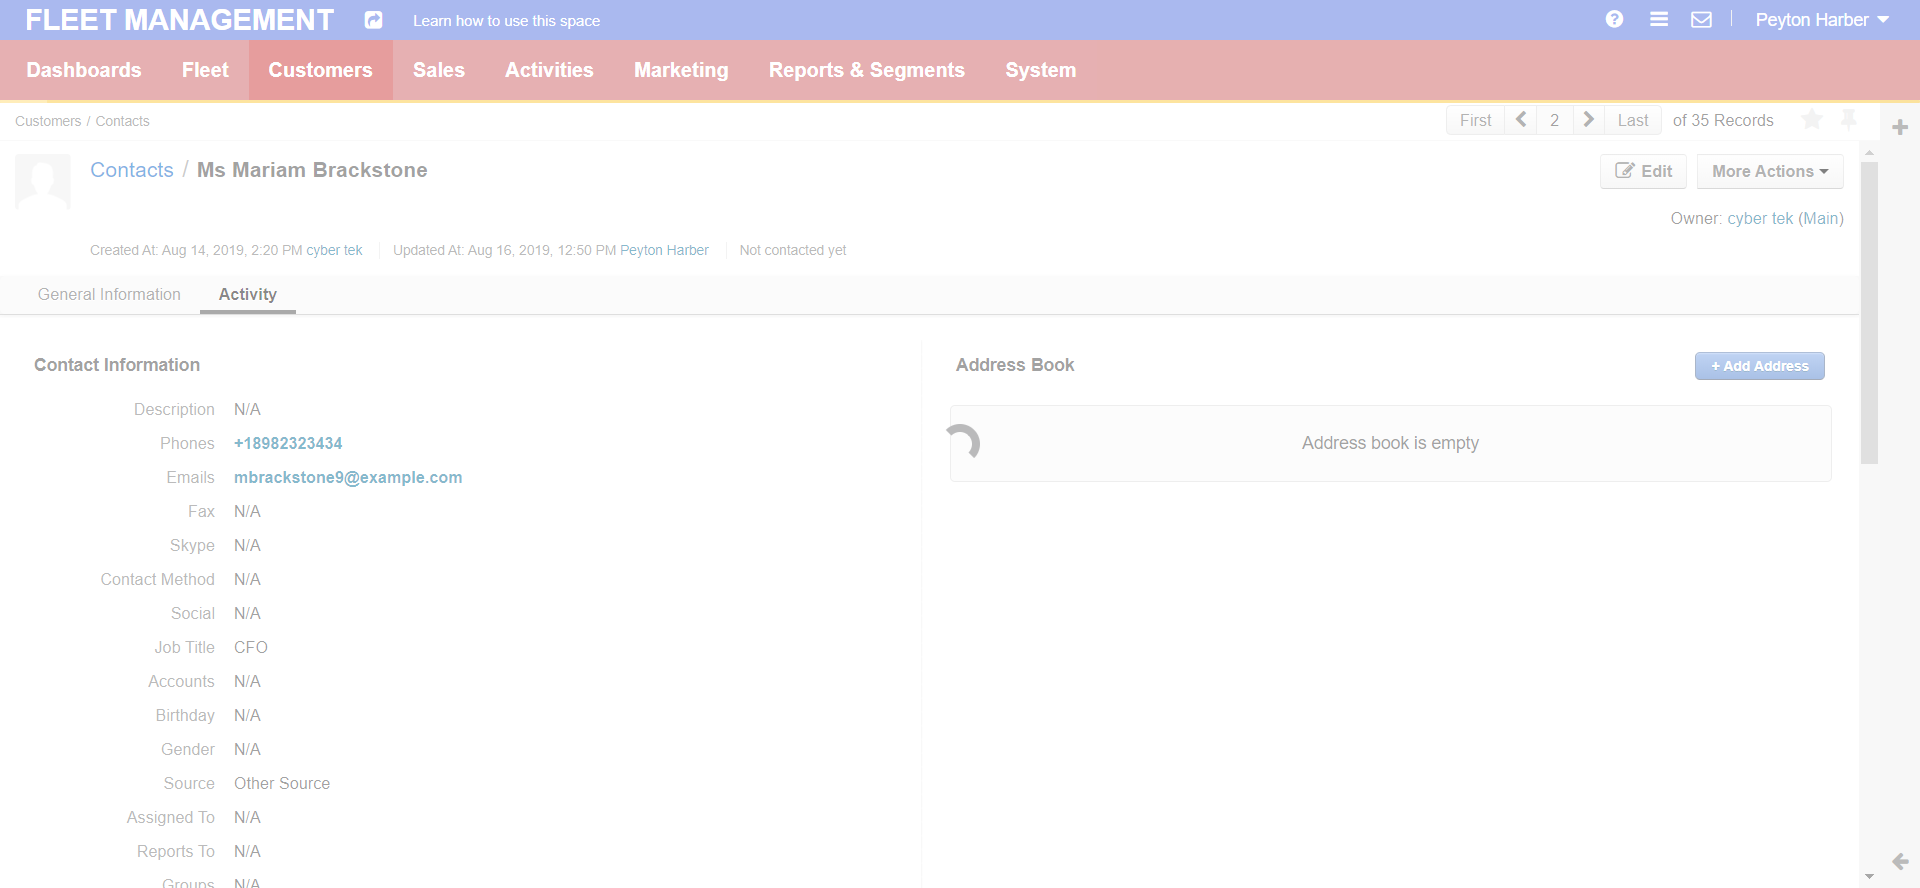 FLEET MANAGEMENT Learn how to use this space Peyton Harber
Dashboards Fleet Customers Sales Activities Marketing Reports & Segments System
Customers / Contacts First 2 Last of 35 Records
Contacts / Ms Mariam Brackstone Edit More Actions
Owner: cyber tek (Main)
Created At: Aug 14, 2019, 2:20 PM cyber tek Updated At: Aug 16, 2019, 12:50 PM Peyton Harber Not contacted yet
General Information Activity
Contact Information
Description N/A
Phones +18982323434
Emails mbrackstone9@example.com
Fax N/A
Skype N/A
Contact Method N/A
Social N/A
Job Title CFO
Accounts N/A
Birthday N/A
Gender N/A
Source Other Source
Assigned To N/A
Reports To N/A
Groups N/A
Address Book + Add Address
Address book is empty